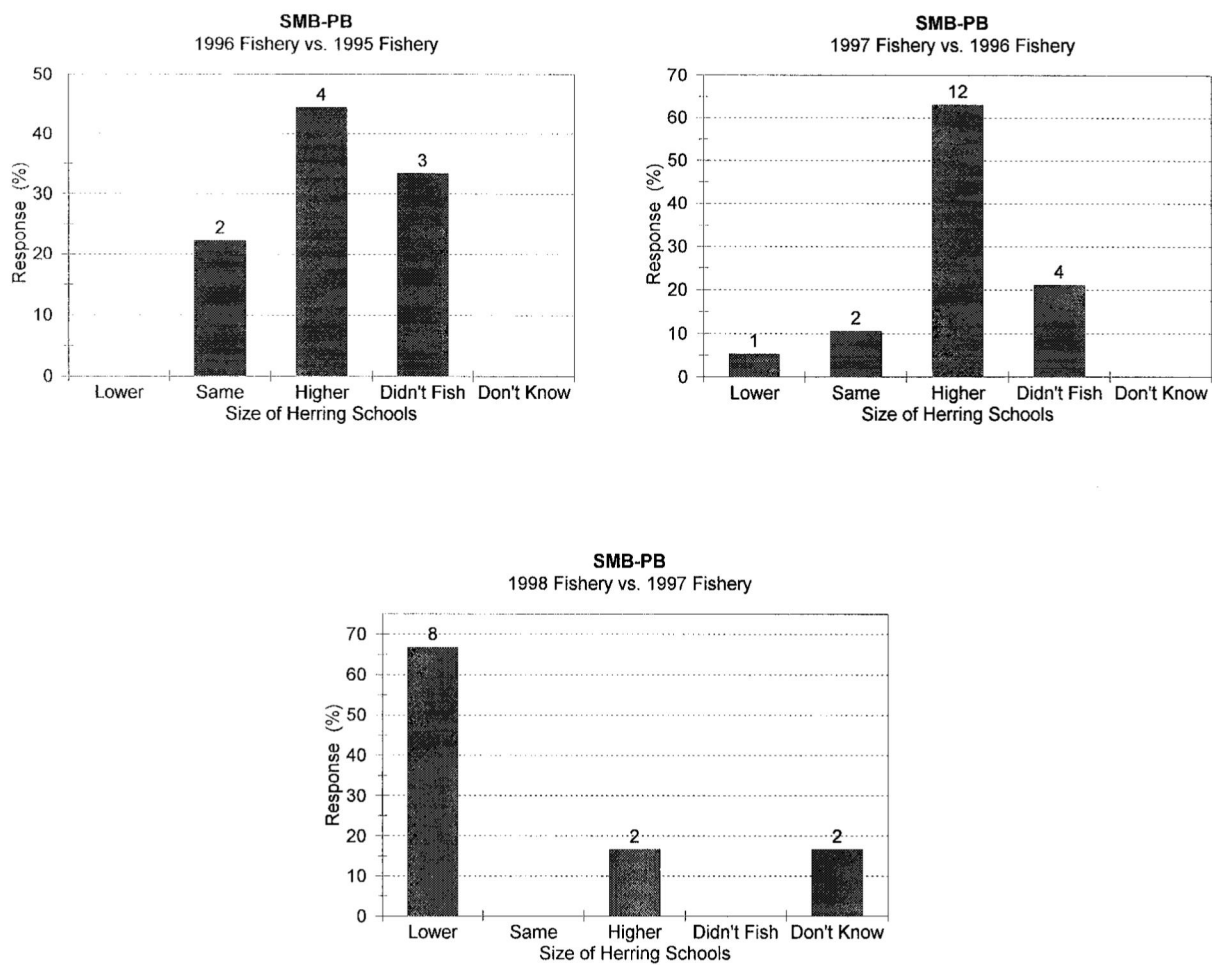 SMB-PB
1996 Fishery vs. 1995 Fishery
50
40
30
20
10
0
Response (%)
2
4
3
Lower Same Higher Didn't Fish Don't Know
Size of Herring Schools
SMB-PB
1997 Fishery vs. 1996 Fishery
70
60
50
40
30
20
10
0
Response (%)
1
2
12
4
Lower Same Higher Didn't Fish Don't Know
Size of Herring Schools
SMB-PB
1998 Fishery vs. 1997 Fishery
70
60
50
40
30
20
10
0
Response (%)
8
2
2
Lower Same Higher Didn't Fish Don't Know
Size of Herring Schools